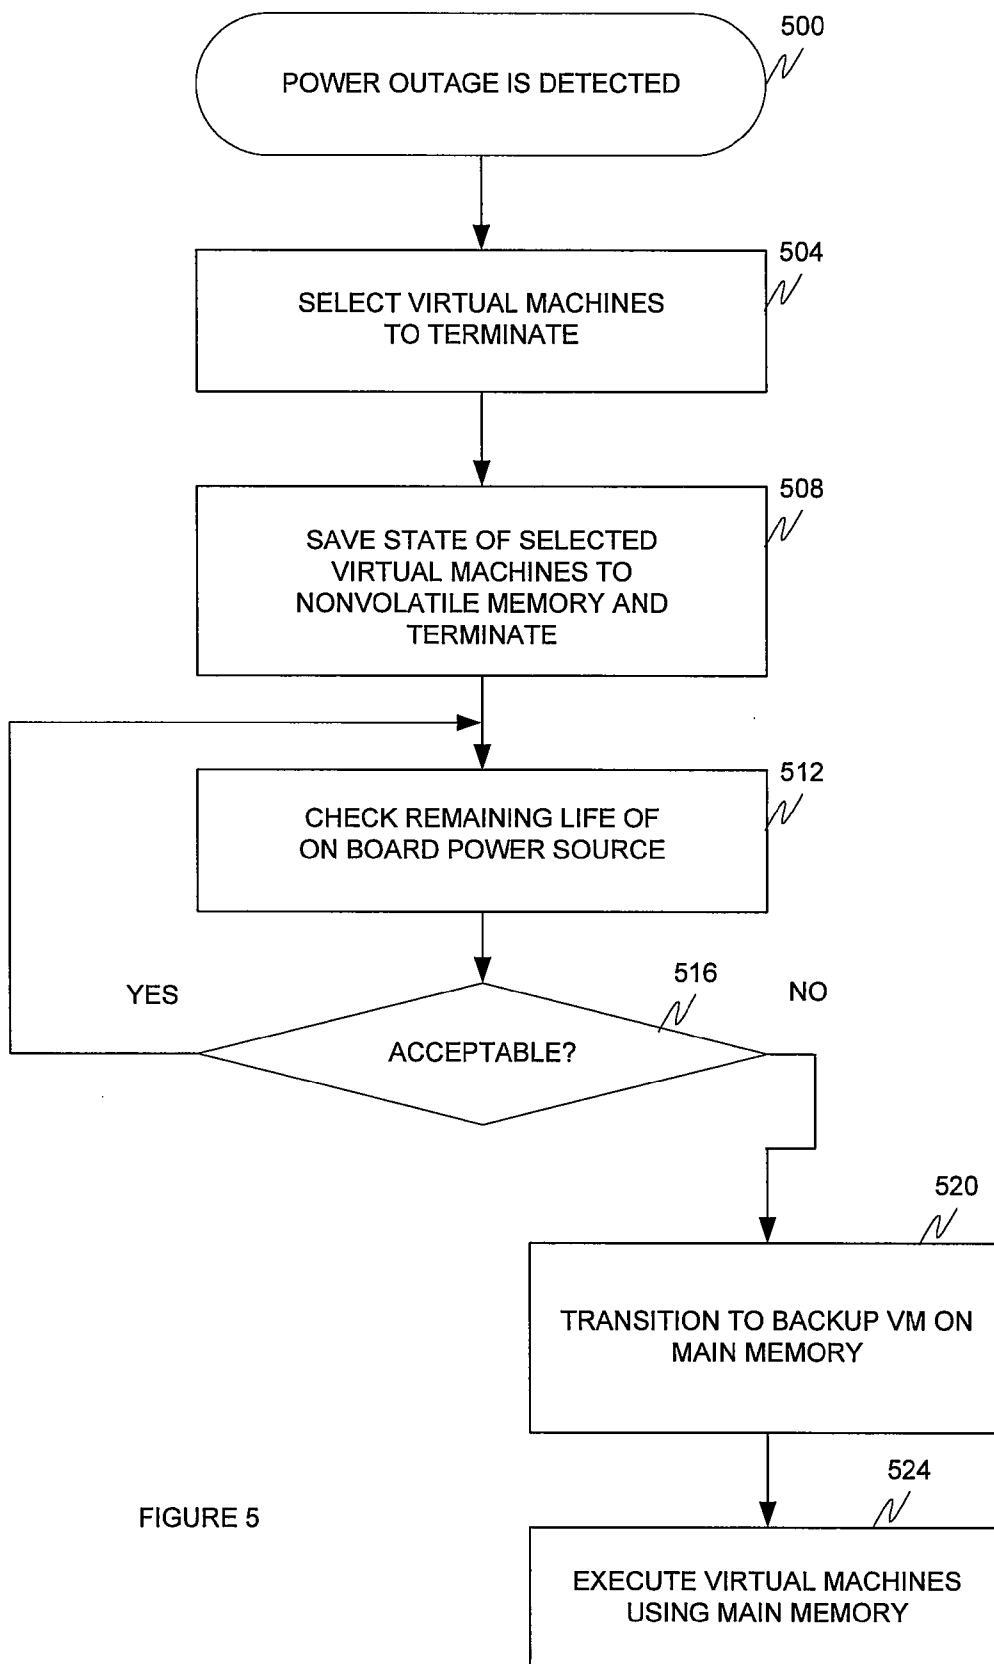 500
POWER OUTAGE IS DETECTED
504
SELECT VIRTUAL MACHINES
TO TERMINATE
508
SAVE STATE OF SELECTED
VIRTUAL MACHINES TO
NONVOLATILE MEMORY AND
TERMINATE
512
CHECK REMAINING LIFE OF
ON BOARD POWER SOURCE
516
YES
NO
ACCEPTABLE?
520
TRANSITION TO BACKUP VM ON
MAIN MEMORY
524
FIGURE 5
EXECUTE VIRTUAL MACHINES
USING MAIN MEMORY